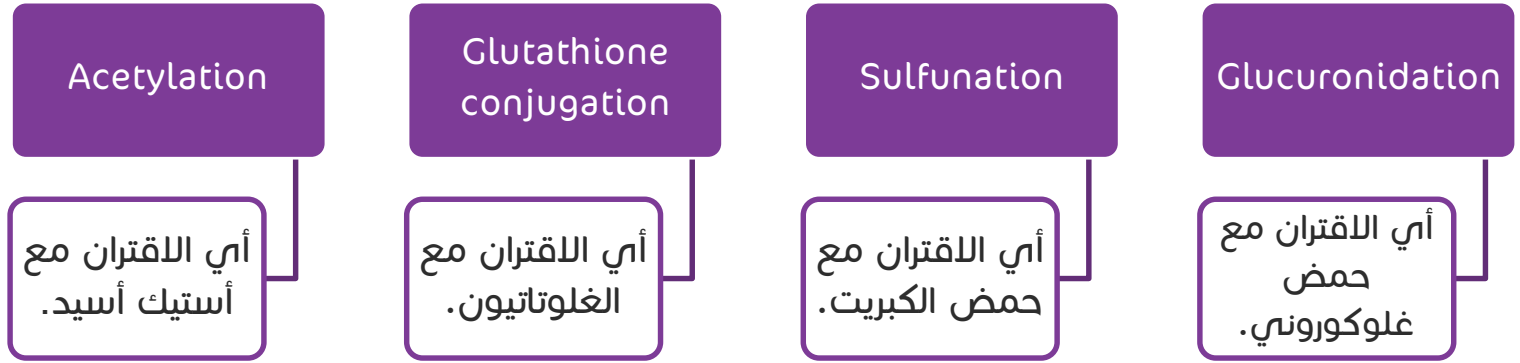 Glucuronidation
أي الاقتران مع
حمض
غلوكوروني.
Sulfunation
أي الاقتران مع
حمض الكبريت.
Glutathione
conjugation
أي الاقتران مع
الغلوتاتيون.
Acetylation
أي الاقتران مع
أستيك أسيد.